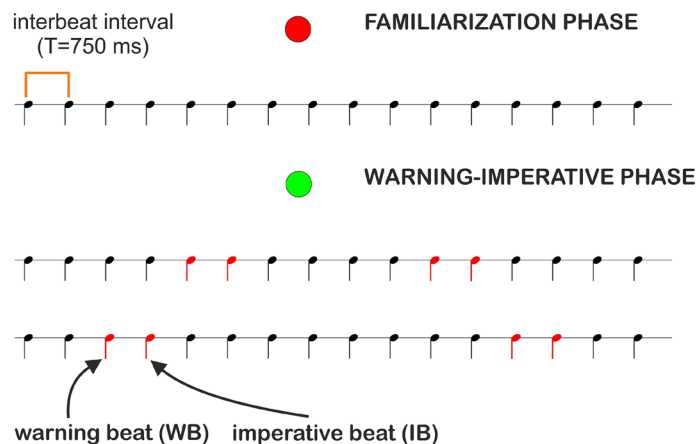 interbeat interval
(T=750 ms)
FAMILIARIZATION PHASE
WARNING-IMPERATIVE PHASE
warning beat (WB)
imperative beat (IB)